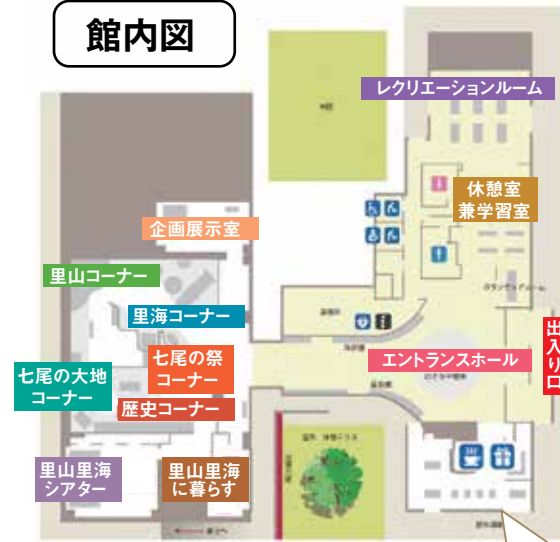 館内図
レクリエーションルーム
休憩室
兼学習室
企画展示室
里山コーナー
里海コーナー
七尾の祭
コーナー
七尾の大地
コーナー
歴史コーナー
エントランスホール
出入り口
里山里海
シアター
里山里海
に暮らす